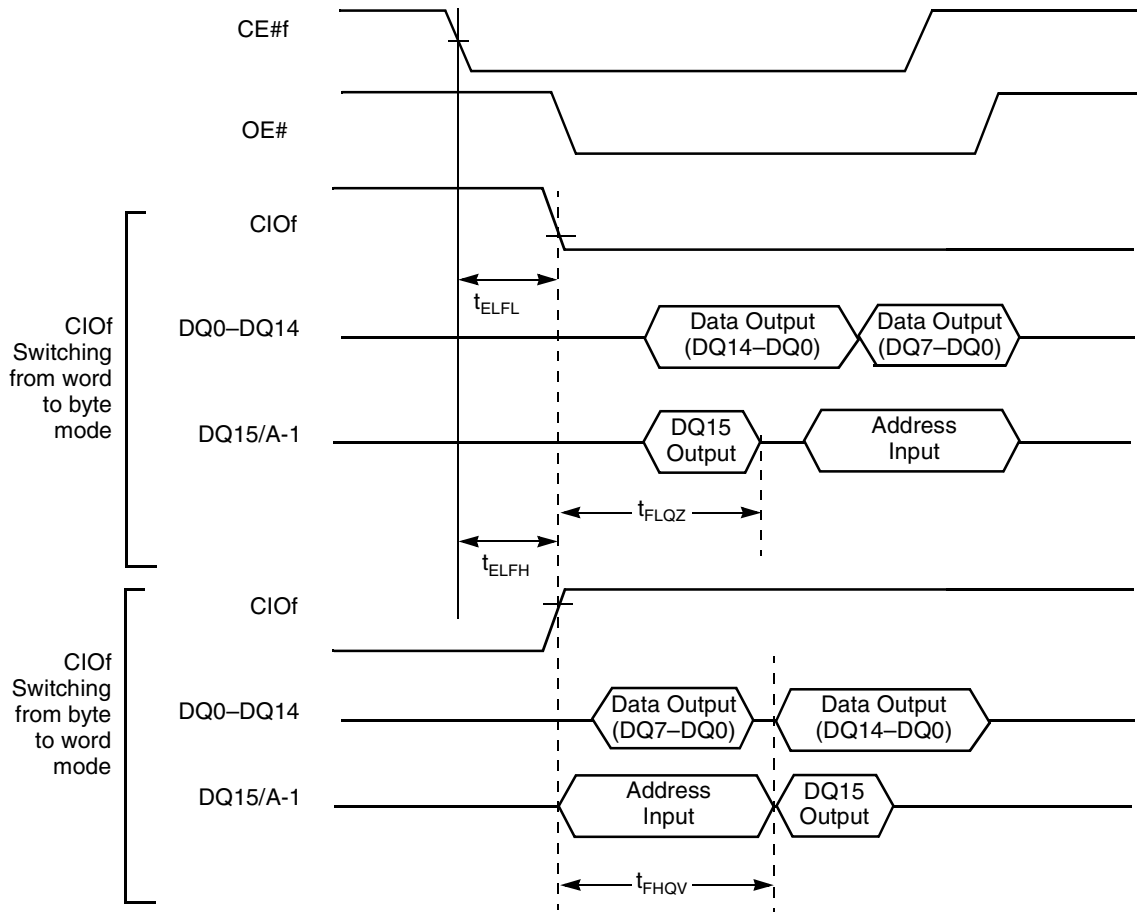 CE#f
OE#
CIOf
Switching
from word
to byte
mode
CIOf
tELFL
DQ0–DQ14
Data Output
(DQ14–DQ0)
Data Output
(DQ7–DQ0)
DQ15/A-1
DQ15
Output
Address
Input
tFLQZ
tELFH
CIOf
Switching
from byte
to word
mode
CIOf
DQ0–DQ14
Data Output
(DQ7–DQ0)
Data Output
(DQ14–DQ0)
DQ15/A-1
Address
Input
DQ15
Output
tFHQV